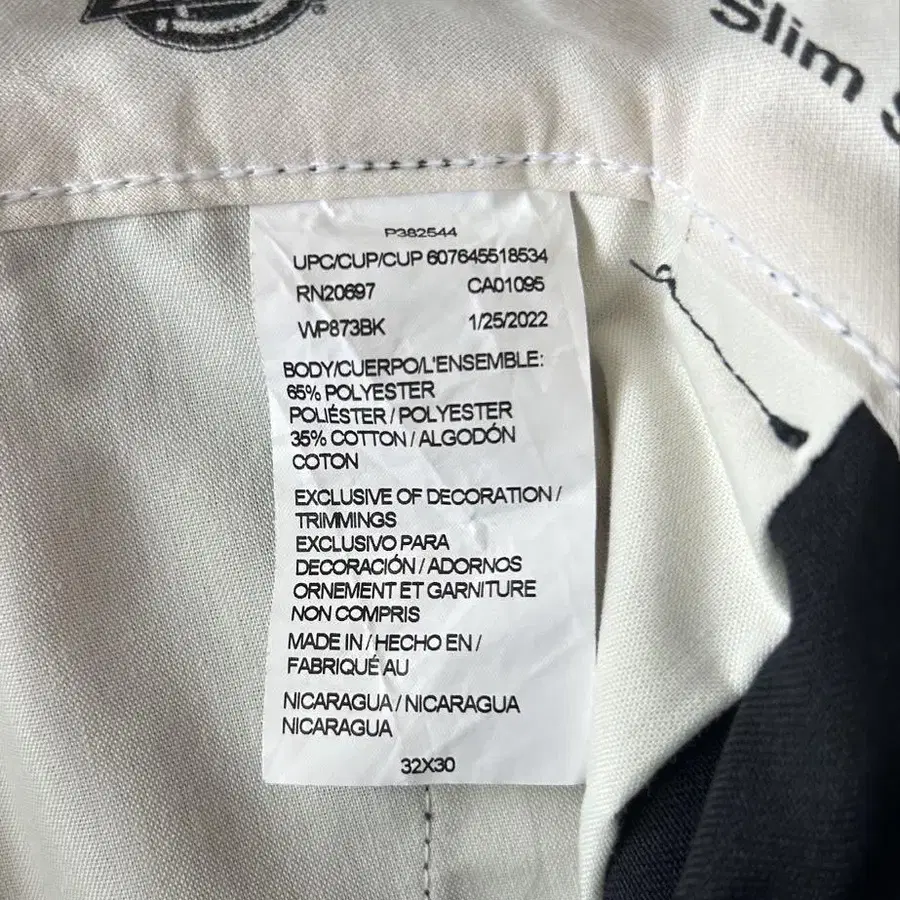 Slim
P382544
UPC/CUP/CUP 607645518534
RN20697 CA01095
WP873BK 1/25/2022
BODY/CUERPO/L'ENSEMBLE:
65% POLYESTER
POLIÉSTER / POLYESTER
35% COTTON / ALGODÓN
COTON
EXCLUSIVE OF DECORATION /
TRIMMINGS
EXCLUSIVO PARA
DECORACIÓN / ADORNOS
ORNEMENT ET GARNITURE
NON COMPRIS
MADE IN / HECHO EN /
FABRIQUÉ AU
NICARAGUA / NICARAGUA
NICARAGUA
32X30